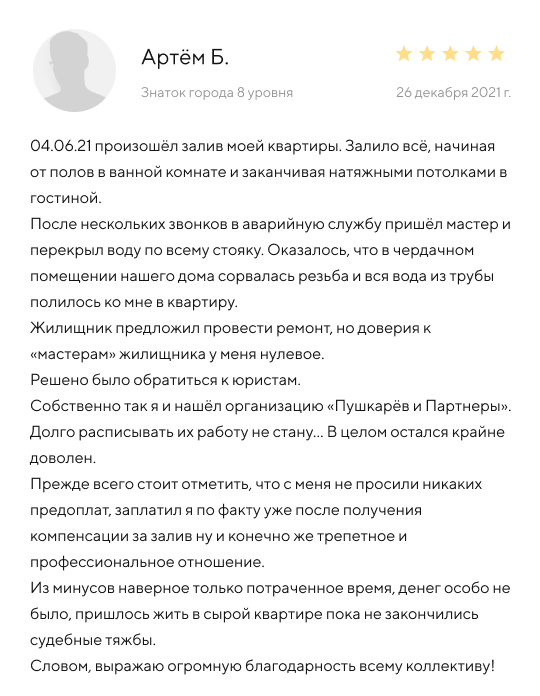 Артём Б.
Знаток города 8 уровня
26 декабря 2021 г.
04.06.21 произошёл залив моей квартиры. Залило всё, начиная
от полов в ванной комнате и заканчивая натяжными потолками в
гостиной.
После нескольких звонков в аварийную службу пришёл мастер и
перекрыл воду по всему стояку. Оказалось, что в чердачном
помещении нашего дома сорвалась резьба и вся вода из трубы
полилось ко мне в квартиру.
Жилищник предложил провести ремонт, но доверия к
«мастерам» жилищника у меня нулевое.
Решено было обратиться к юристам.
Собственно так я и нашёл организацию «Пушкарёв и Партнеры».
Долго расписывать их работу не стану... В целом остался крайне
доволен.
Прежде всего стоит отметить, что с меня не просили никаких
предоплат, заплатил я по факту уже после получения
компенсации за залив ну и конечно же трепетное и
профессиональное отношение.
Из минусов наверное только потраченное время, денег особо не
было, пришлось жить в сырой квартире пока не закончились
судебные тяжбы.
Словом, выражаю огромную благодарность всему коллективу!